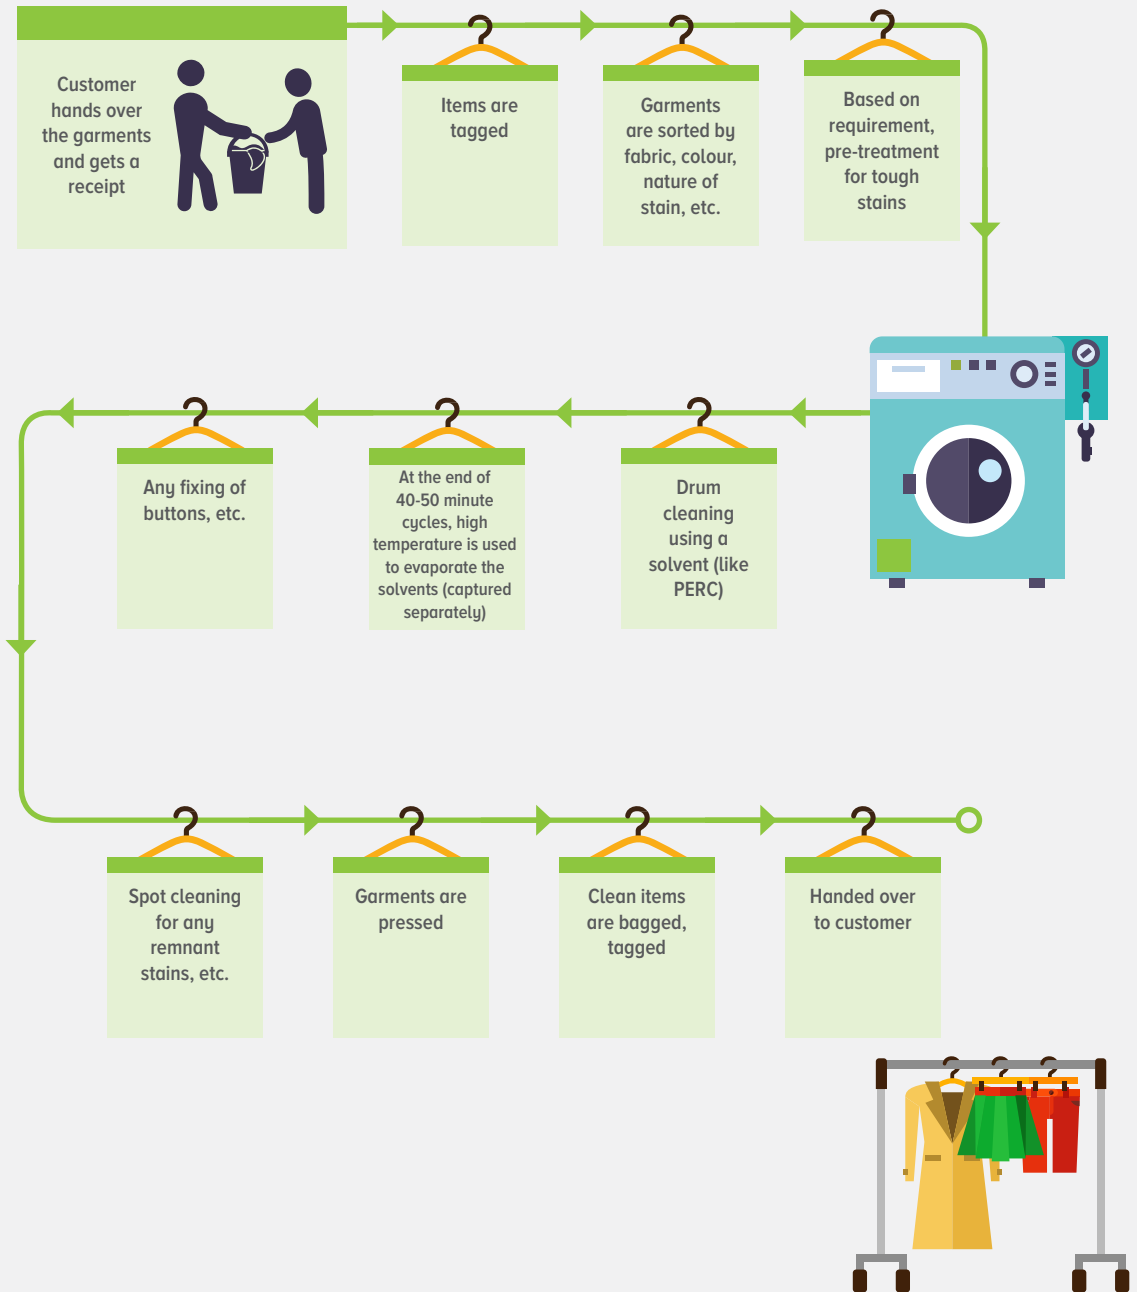 Customer
hands over
the garments
and gets a
receipt
Items are
tagged
Garments
are sorted by
fabric, colour,
nature of
stain, etc.
Based on
requirement,
pre-treatment
for tough
stains
Drum
cleaning
using a
solvent (like
PERC)
At the end of
40-50 minute
cycles, high
temperature is used
to evaporate the
solvents (captured
separately)
Any fixing of
buttons, etc.
Spot cleaning
for any
remnant
stains, etc.
Garments are
pressed
Clean items
are bagged,
tagged
Handed over
to customer